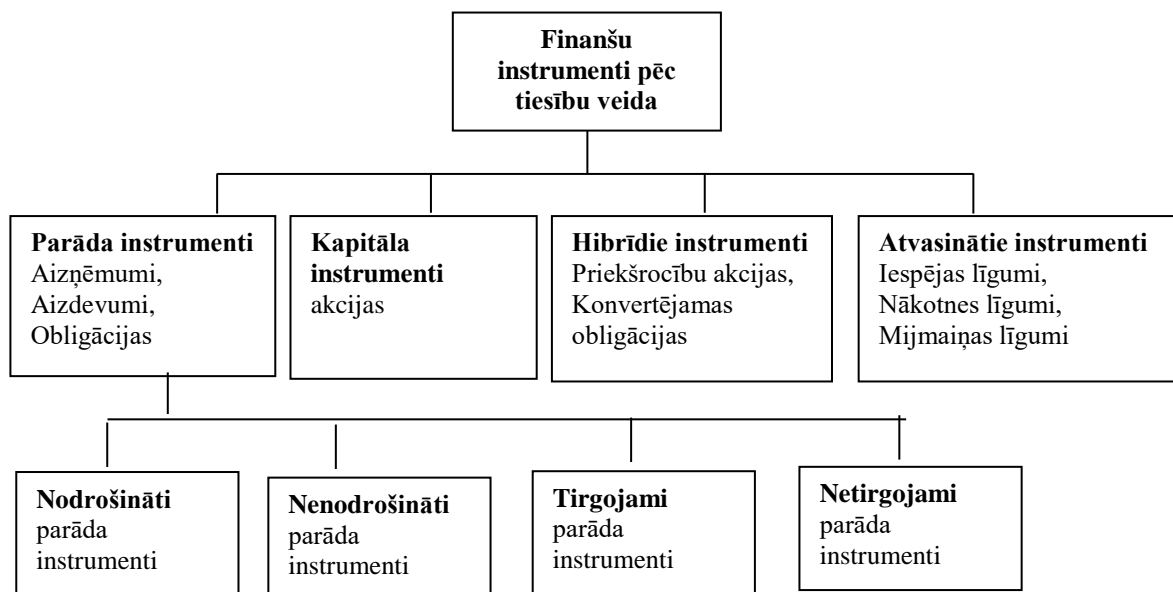 Finanšu
instrumenti pēc
tiesību veida
Parāda instrumenti
Aizņēmumi,
Aizdevumi,
Obligācijas
Kapitāla
instrumenti
akcijas
Hibrīdie instrumenti
Priekšrocību akcijas,
Konvertējamas
obligācijas
Atvasinātie instrumenti
Iespējas līgumi,
Nākotnes līgumi,
Mijmaiņas līgumi
Nodrošināti
parāda
instrumenti
Nenodrošināti
parāda
instrumenti
Tirgojami
parāda
instrumenti
Netirgojami
parāda
instrumenti